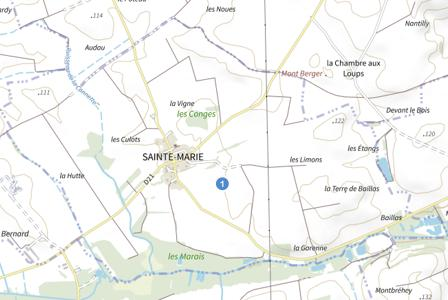 les Noues
114
Nantilly
Audau
la Chambre aux
Loups
Mont Berger
111
la Vigne
les Conges
Devant le Bois
122
120
les Culots
les Etangs
SAINTE-MARIE
les Limons
la Hutte
D21
1
la Terre de Baillas
Baillas
Bernard
la Garenne
les Marais
Montbréhey